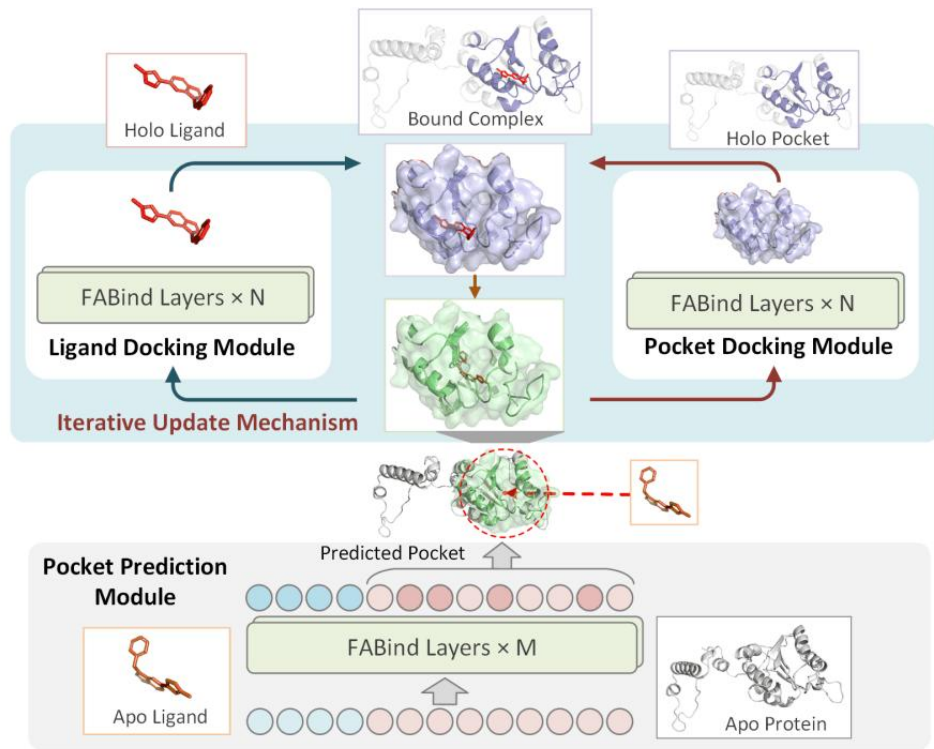 Holo Ligand
Bound Complex
Holo Pocket
FABind Layers × N
Ligand Docking Module
FABind Layers × N
Pocket Docking Module
Iterative Update Mechanism
Predicted Pocket
Pocket Prediction
Module
FABind Layers × M
Apo Ligand
Apo Protein